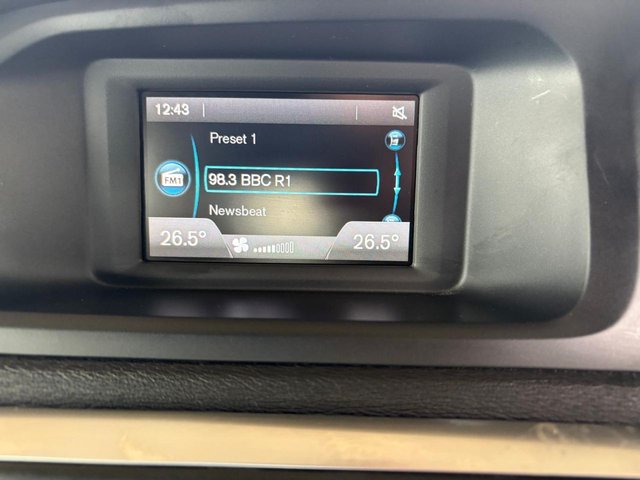 12:43
Preset 1
FM1
98.3 BBC R1
Newsbeat
26.5°
26.5°